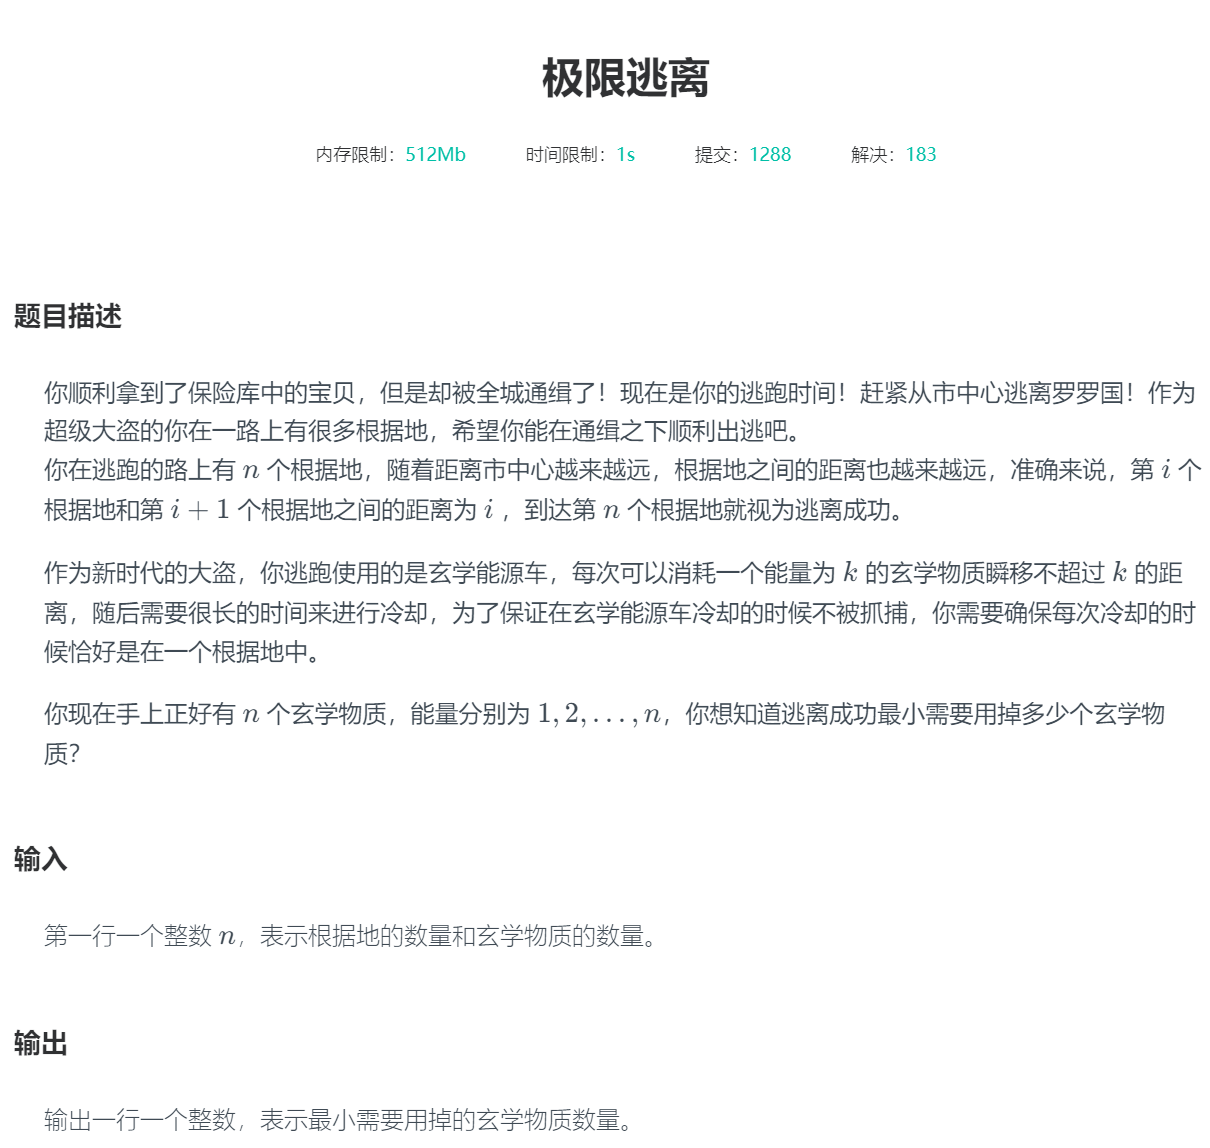 极限逃离
内存限制：512Mb 时间限制：1s 提交：1288 解决：183
题目描述
你顺利拿到了保险库中的宝贝，但是却被全城通缉了！现在是你的逃跑时间！赶紧从市中心逃离罗罗国！作为
超级大盗的你在一路上有很多根据地，希望你能在通缉之下顺利出逃吧。
你在逃跑的路上有 n 个根据地，随着距离市中心越来越远，根据地之间的距离也越来越远，准确来说，第 i 个
根据地和第 i + 1 个根据地之间的距离为 i ，到达第 n 个根据地就视为逃离成功。
作为新时代的大盗，你逃跑使用的是玄学能源车，每次可以消耗一个能量为 k 的玄学物质瞬移不超过 k 的距
离，随后需要很长的时间来进行冷却，为了保证在玄学能源车冷却的时候不被抓捕，你需要确保每次冷却的时
候恰好是在一个根据地中。
你现在手上正好有 n 个玄学物质，能量分别为 1, 2, . . . , n，你想知道逃离成功最小需要用掉多少个玄学物
质？
输入
第一行一个整数 n，表示根据地的数量和玄学物质的数量。
输出
输出一行一个整数，表示最小需要用掉的玄学物质数量。